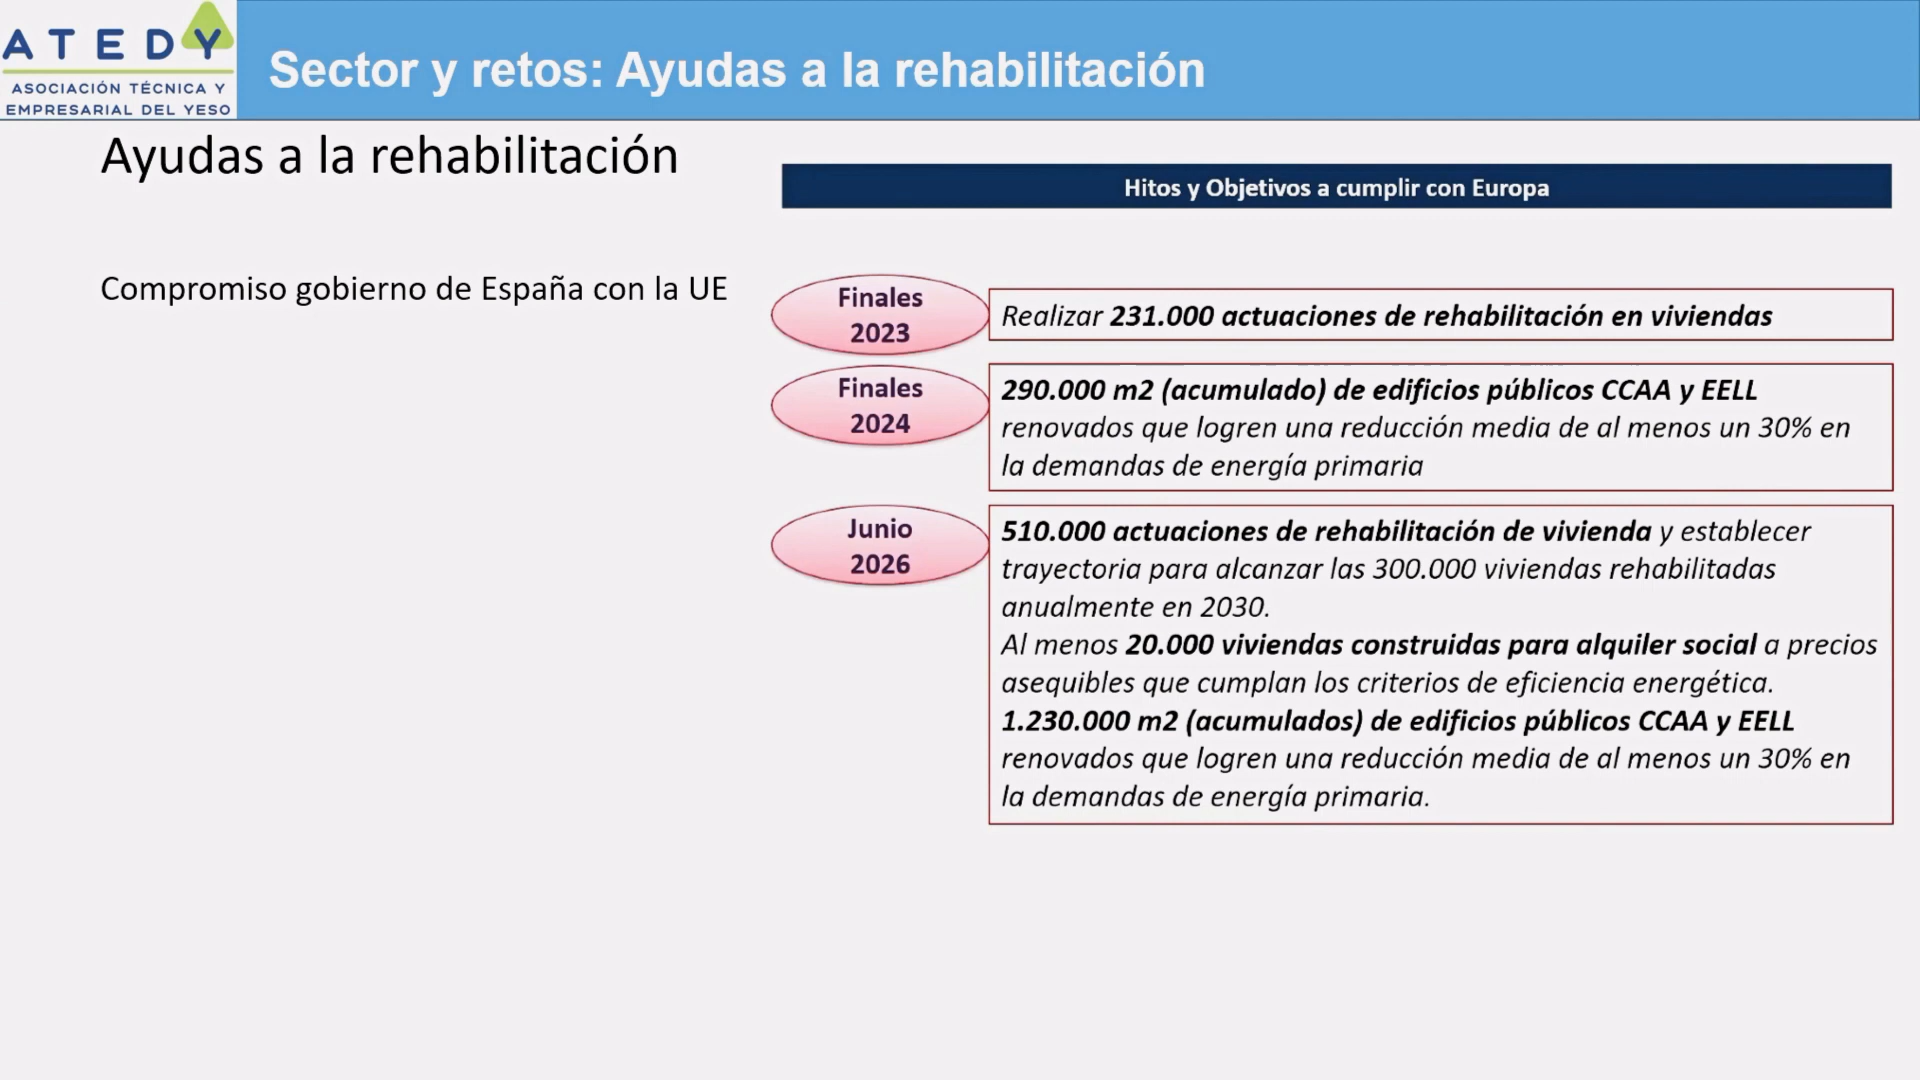 ATEDY
ASOCIACIÓN TÉCNICA Y
EMPRESARIAL DEL YESO
Sector y retos: Ayudas a la rehabilitación
Ayudas a la rehabilitación
Compromiso gobierno de España con la UE
Hitos y Objetivos a cumplir con Europa
Finales
2023
Realizar 231.000 actuaciones de rehabilitación en viviendas
Finales
2024
290.000 m2 (acumulado) de edificios públicos CCAA y EELL
renovados que logren una reducción media de al menos un 30% en
la demandas de energía primaria
Junio
2026
510.000 actuaciones de rehabilitación de vivienda y establecer
trayectoria para alcanzar las 300.000 viviendas rehabilitadas
anualmente en 2030.
Al menos 20.000 viviendas construidas para alquiler social a precios
asequibles que cumplan los criterios de eficiencia energética.
1.230.000 m2 (acumulados) de edificios públicos CCAA y EELL
renovados que logren una reducción media de al menos un 30% en
la demandas de energía primaria.